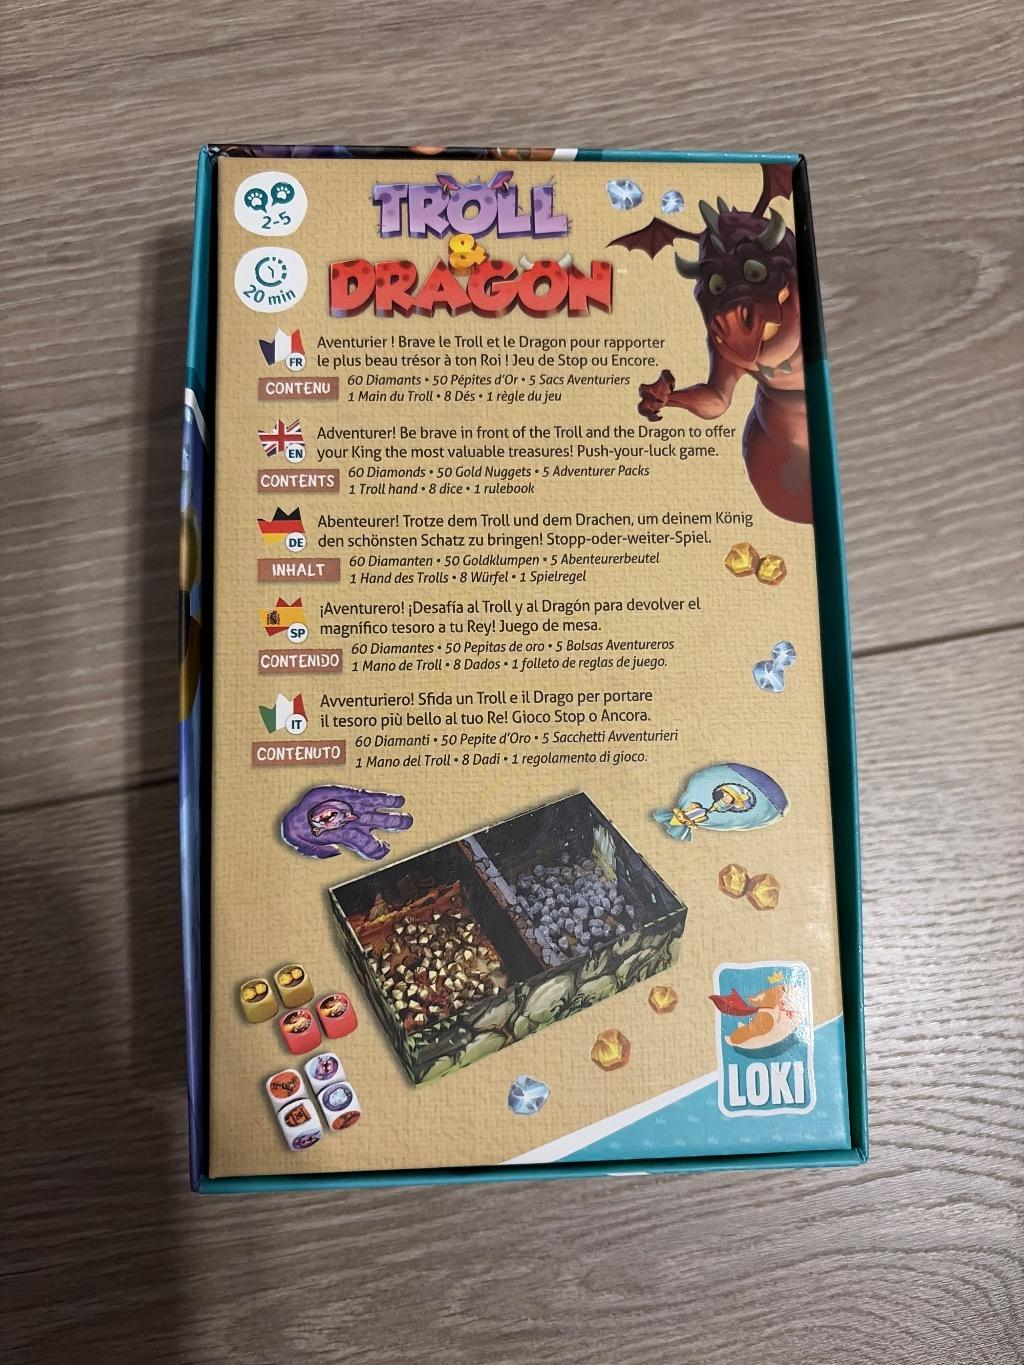 2-5
20 min
TROLL
&
DRAGON™
FR
Aventurier ! Brave le Troll et le Dragon pour rapporter
le plus beau trésor à ton Roi ! Jeu de Stop ou Encore.
CONTENU
60 Diamants • 50 Pépites d'Or • 5 Sacs Aventuriers
1 Main du Troll • 8 Dés • 1 règle du jeu
EN
Adventurer! Be brave in front of the Troll and the Dragon to offer
your King the most valuable treasures! Push-your-luck game.
CONTENTS
60 Diamonds • 50 Gold Nuggets • 5 Adventurer Packs
1 Troll hand • 8 dice • 1 rulebook
DE
Abenteurer! Trotze dem Troll und dem Drachen, um deinem König
den schönsten Schatz zu bringen! Stopp-oder-weiter-Spiel.
INHALT
60 Diamanten • 50 Goldklumpen • 5 Abenteurerbeutel
1 Hand des Trolls • 8 Würfel • 1 Spielregel
SP
¡Aventurero! ¡Desafía al Troll y al Dragón para devolver el
magnífico tesoro a tu Rey! Juego de mesa.
CONTENIDO
60 Diamantes • 50 Pepitas de oro • 5 Bolsas Aventureros
1 Mano de Troll • 8 Dados • 1 folleto de reglas de juego.
IT
Avventuriero! Sfida un Troll e il Drago per portare
il tesoro più bello al tuo Re! Gioco Stop o Ancora.
CONTENUTO
60 Diamanti • 50 Pepite d'Oro • 5 Sacchetti Avventurieri
1 Mano del Troll • 8 Dadi • 1 regolamento di gioco.
LOKI